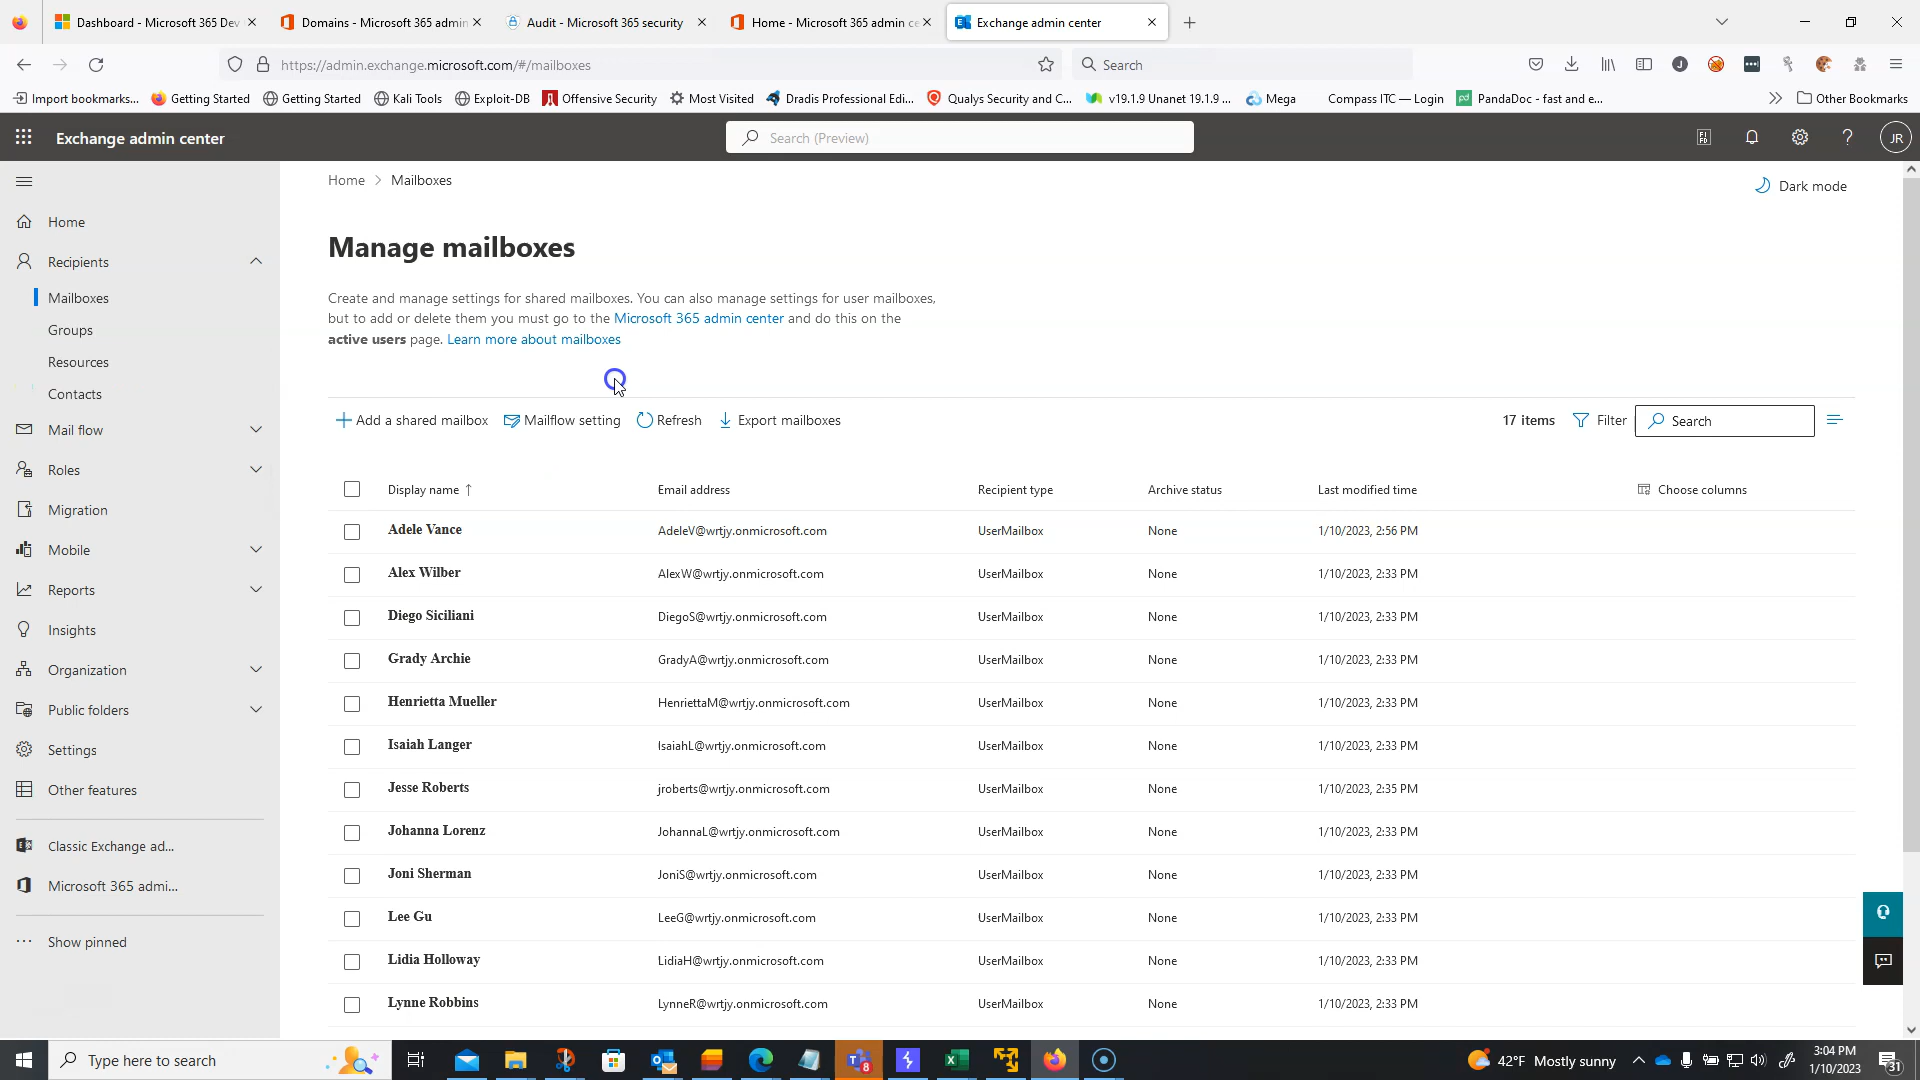 Dashboard - Microsoft 365 Dev
Domains - Microsoft 365 admin
Audit - Microsoft 365 security
Home - Microsoft 365 admin ce
Exchange admin center
https://admin.exchange.microsoft.com/#/mailboxes
Search
Import bookmarks...
Getting Started
Getting Started
Kali Tools
Exploit-DB
Offensive Security
Most Visited
Dradis Professional Edi...
Qualys Security and C...
v19.1.9 Unanet 19.1.9 ...
Mega
Compass ITC — Login
PandaDoc - fast and e...
Other Bookmarks
Exchange admin center
Search (Preview)
JR
Home
Mailboxes
Dark mode
Home
Recipients
Mailboxes
Groups
Resources
Contacts
Mail flow
Roles
Migration
Mobile
Reports
Insights
Organization
Public folders
Settings
Other features
Classic Exchange ad...
Microsoft 365 admi...
Show pinned
Manage mailboxes
Create and manage settings for shared mailboxes. You can also manage settings for user mailboxes,
but to add or delete them you must go to the Microsoft 365 admin center and do this on the
active users page. Learn more about mailboxes
Add a shared mailbox
Mailflow setting
Refresh
Export mailboxes
17 items
Filter
Search
Display name ↑ Email address Recipient type Archive status Last modified time Choose columns
Adele Vance AdeleV@wrtjy.onmicrosoft.com UserMailbox None 1/10/2023, 2:56 PM
Alex Wilber AlexW@wrtjy.onmicrosoft.com UserMailbox None 1/10/2023, 2:33 PM
Diego Siciliani DiegoS@wrtjy.onmicrosoft.com UserMailbox None 1/10/2023, 2:33 PM
Grady Archie GradyA@wrtjy.onmicrosoft.com UserMailbox None 1/10/2023, 2:33 PM
Henrietta Mueller HenriettaM@wrtjy.onmicrosoft.com UserMailbox None 1/10/2023, 2:33 PM
Isaiah Langer IsaiahL@wrtjy.onmicrosoft.com UserMailbox None 1/10/2023, 2:33 PM
Jesse Roberts jroberts@wrtjy.onmicrosoft.com UserMailbox None 1/10/2023, 2:35 PM
Johanna Lorenz JohannaL@wrtjy.onmicrosoft.com UserMailbox None 1/10/2023, 2:33 PM
Joni Sherman JoniS@wrtjy.onmicrosoft.com UserMailbox None 1/10/2023, 2:33 PM
Lee Gu LeeG@wrtjy.onmicrosoft.com UserMailbox None 1/10/2023, 2:33 PM
Lidia Holloway LidiaH@wrtjy.onmicrosoft.com UserMailbox None 1/10/2023, 2:33 PM
Lynne Robbins LynneR@wrtjy.onmicrosoft.com UserMailbox None 1/10/2023, 2:33 PM
Type here to search
8
42°F Mostly sunny
3:04 PM
1/10/2023
31